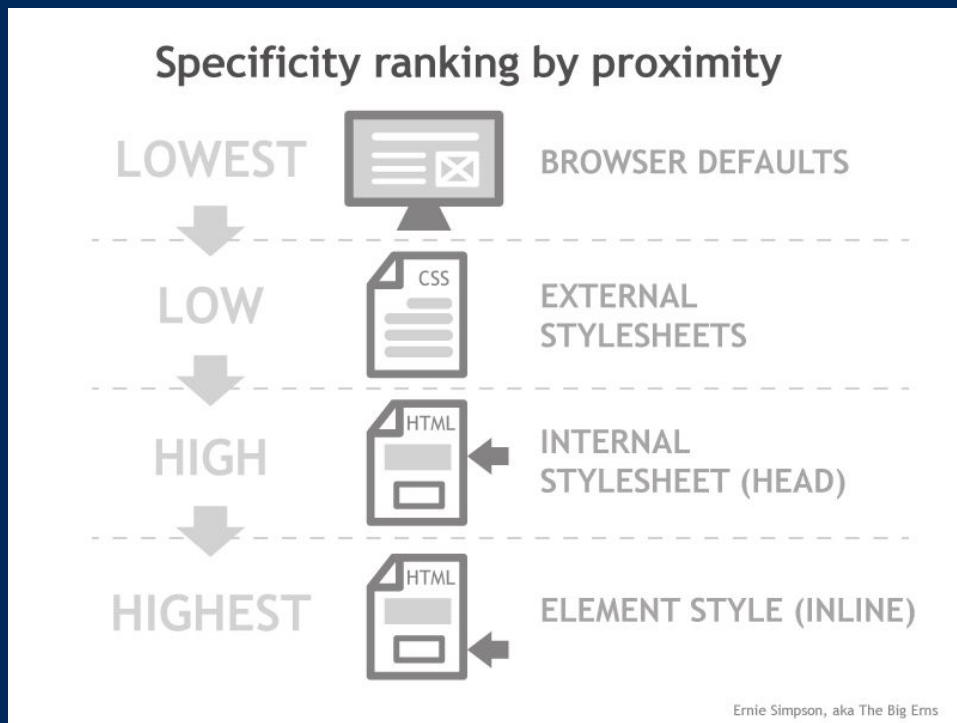 Specificity ranking by proximity
LOWEST
BROWSER DEFAULTS
LOW
CSS
EXTERNAL
STYLESHEETS
HIGH
HTML
INTERNAL
STYLESHEET (HEAD)
HIGHEST
HTML
ELEMENT STYLE (INLINE)
Ernie Simpson, aka The Big Erns